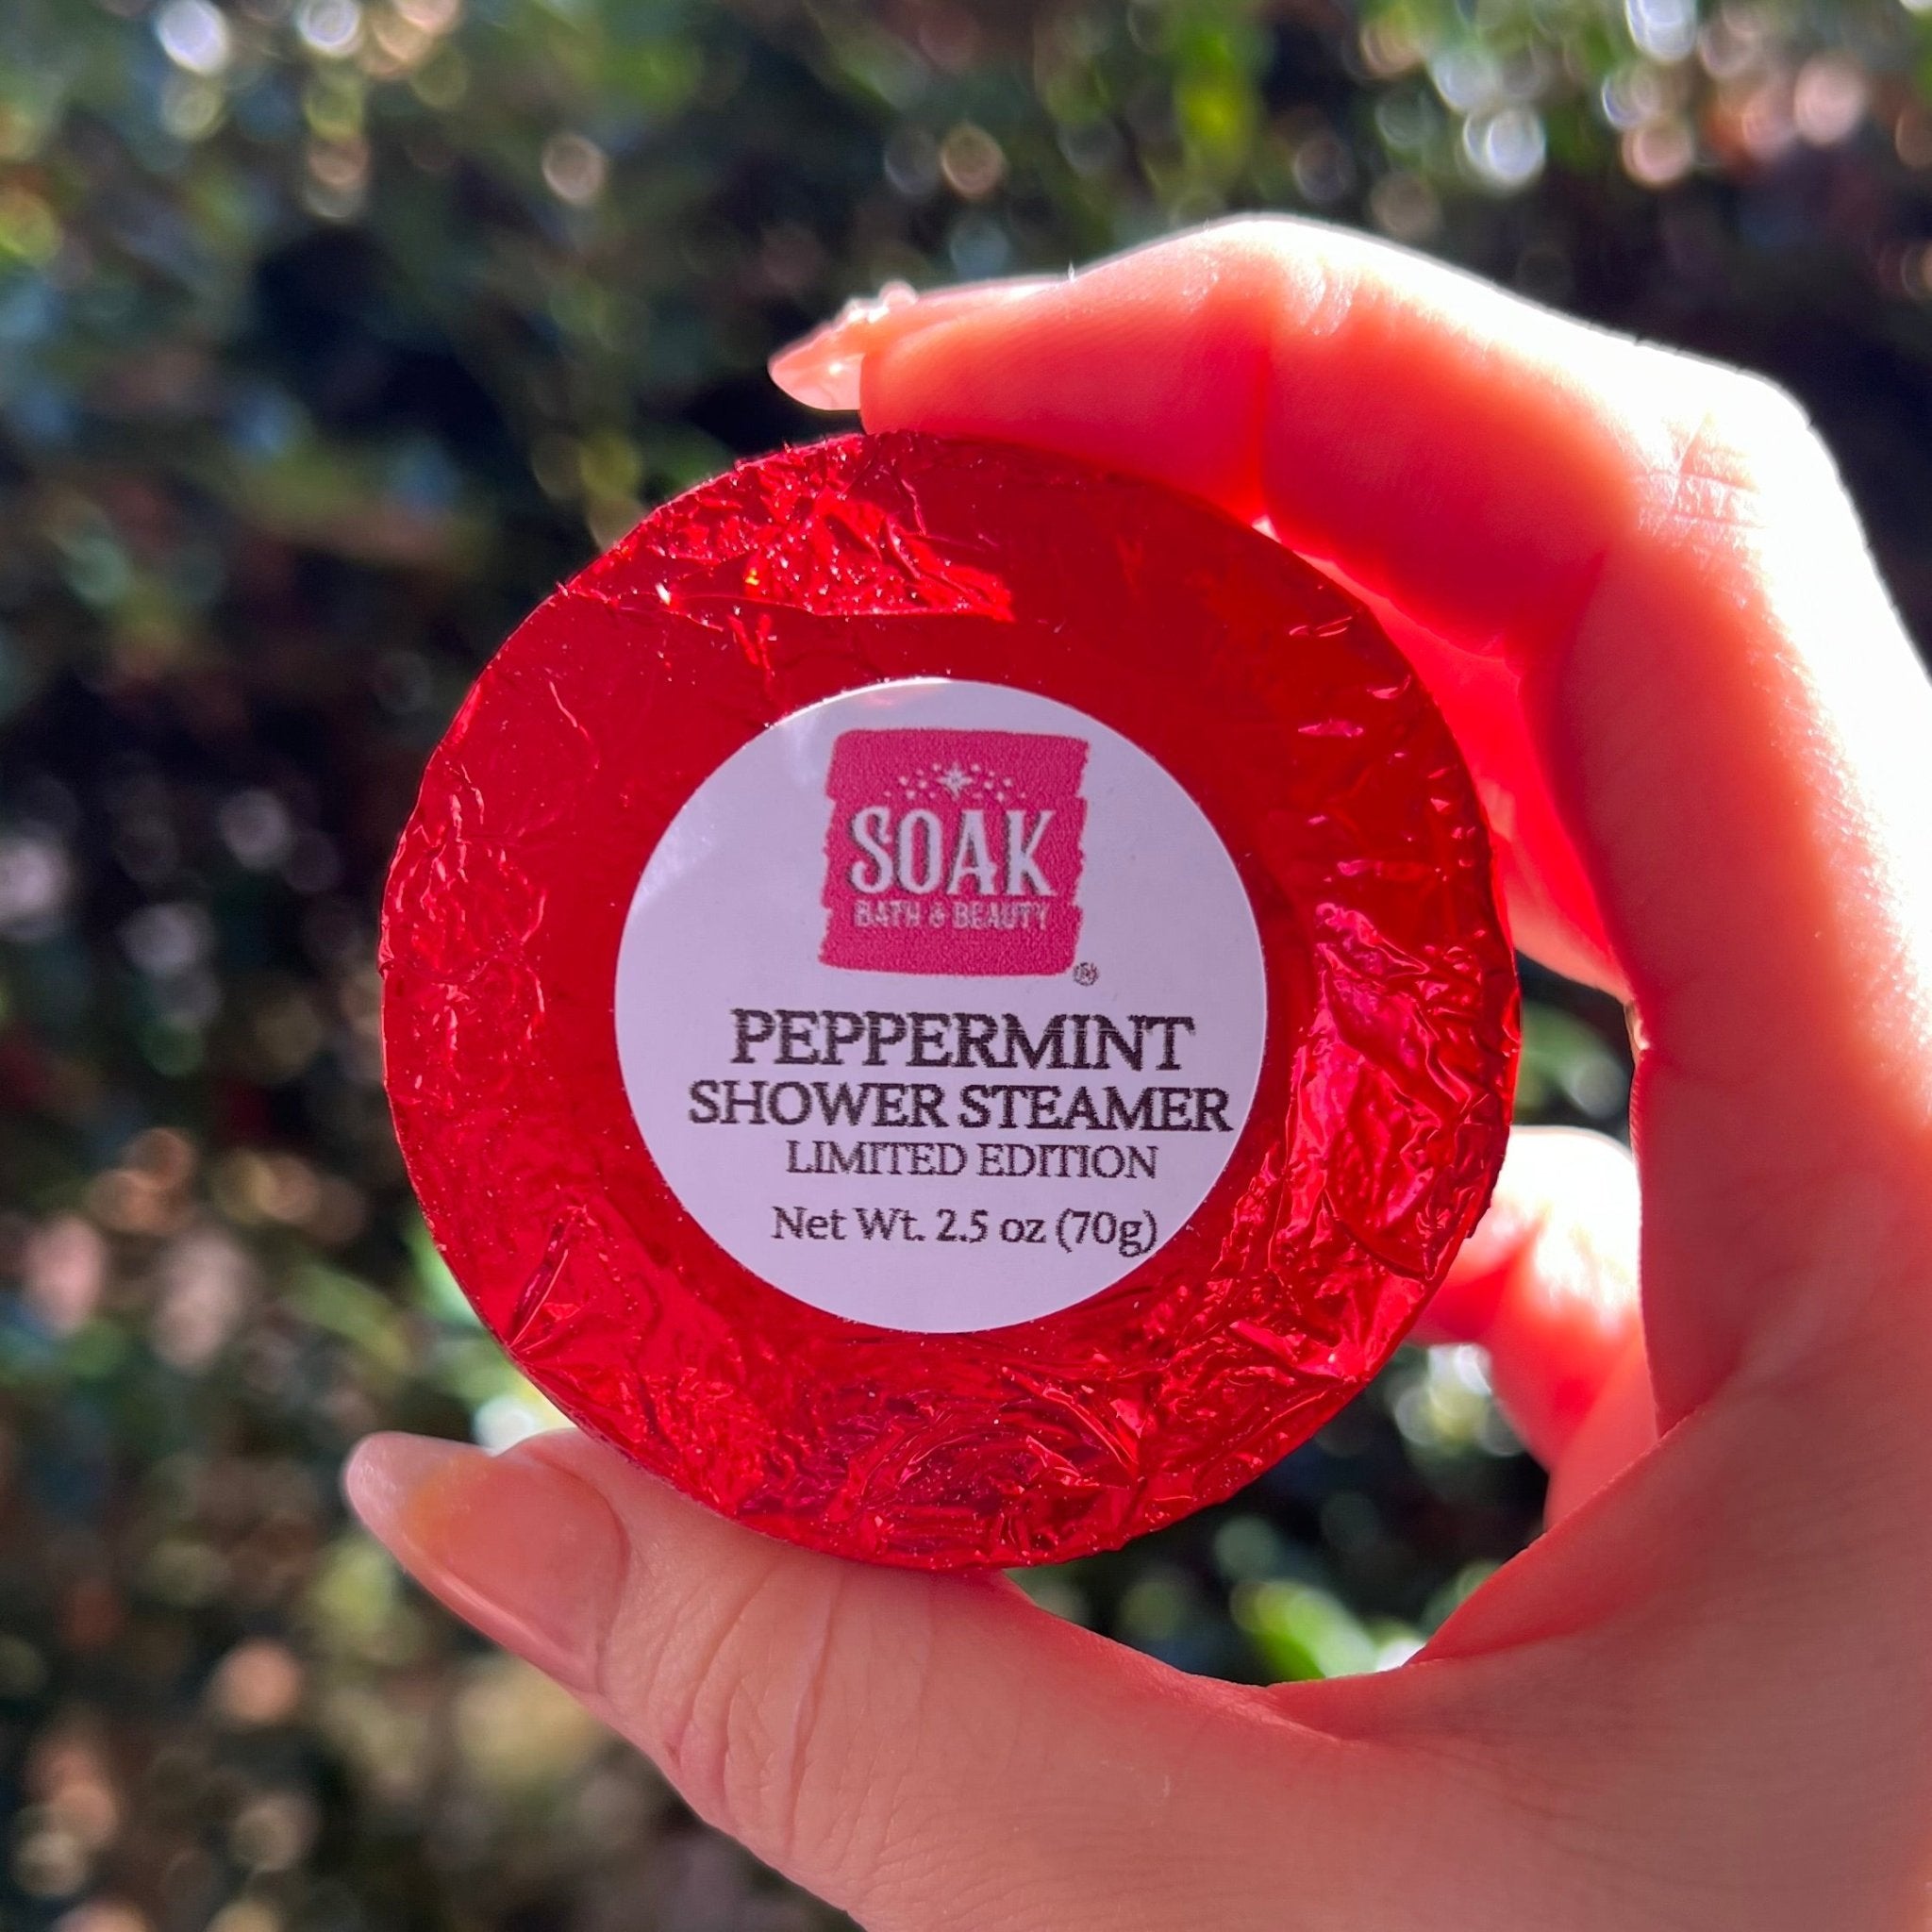 SOAK
BATH & BEAUTY
®
PEPPERMINT
SHOWER STEAMER
LIMITED EDITION
Net Wt. 2.5 oz (70g)